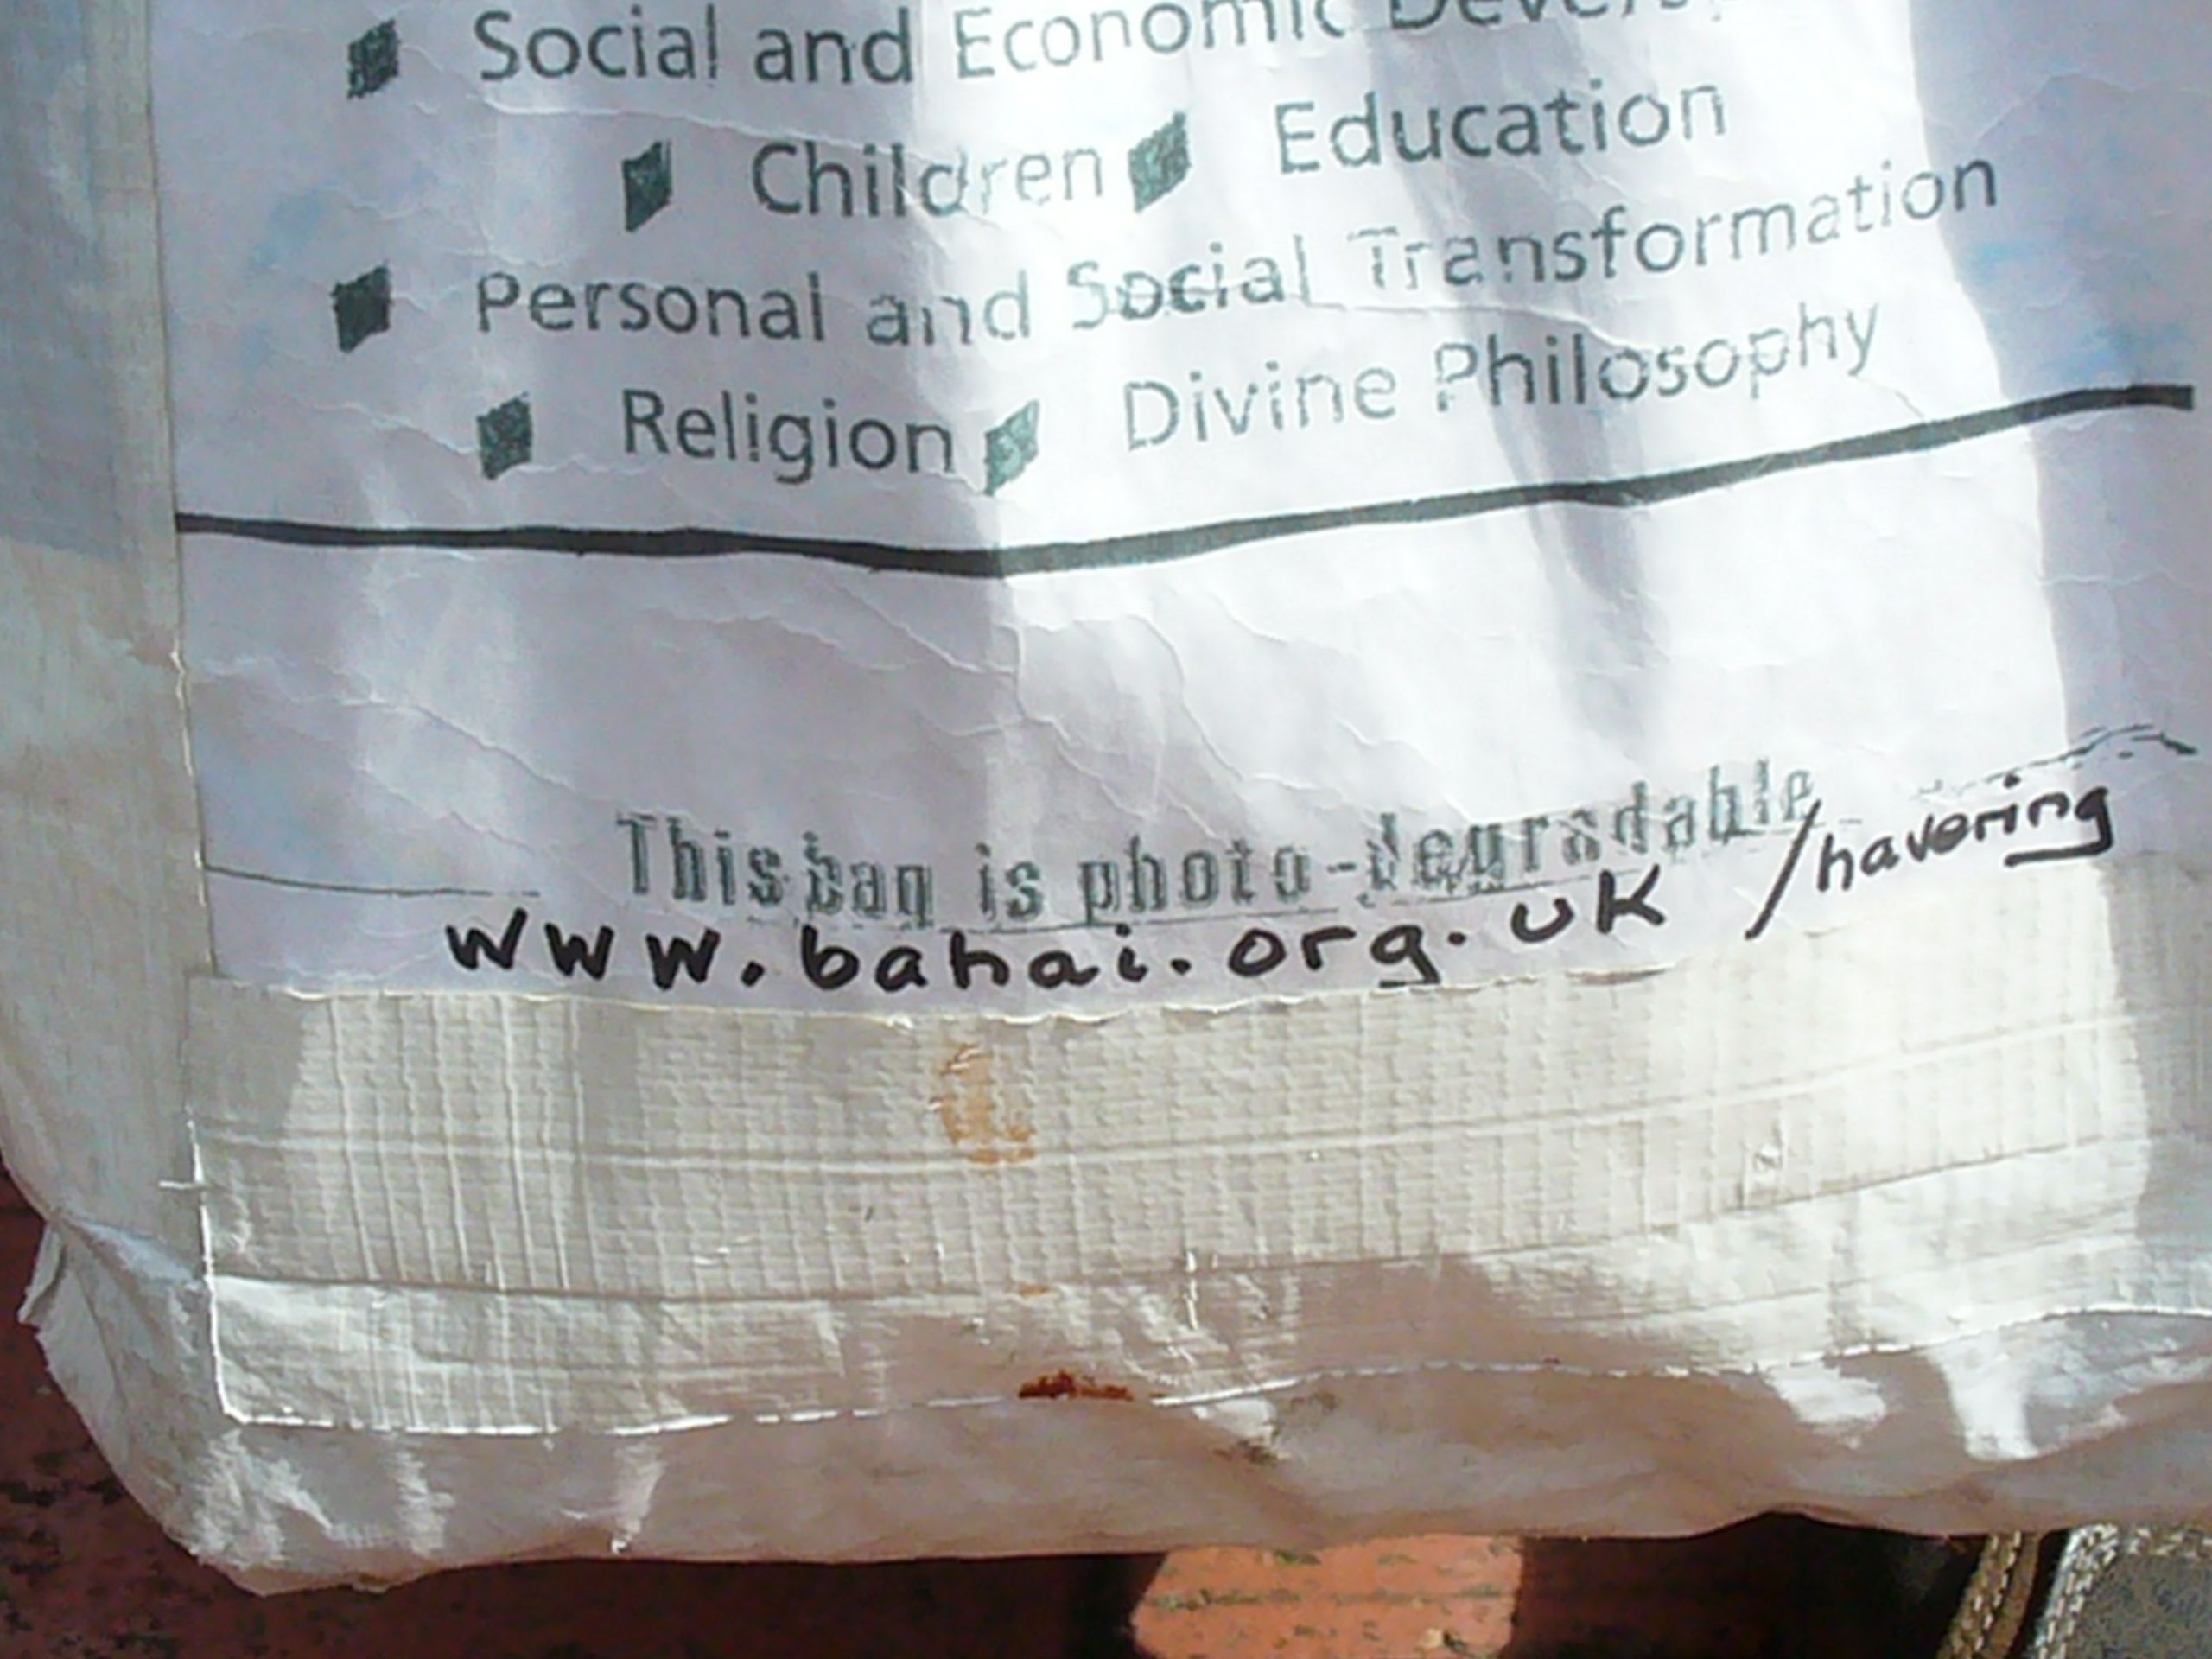 Social and Economic
Children Education
Personal and Social Transformation
Religion Divine Philosophy
This bag is photo-degradable
www.bahai.org.uk /havering